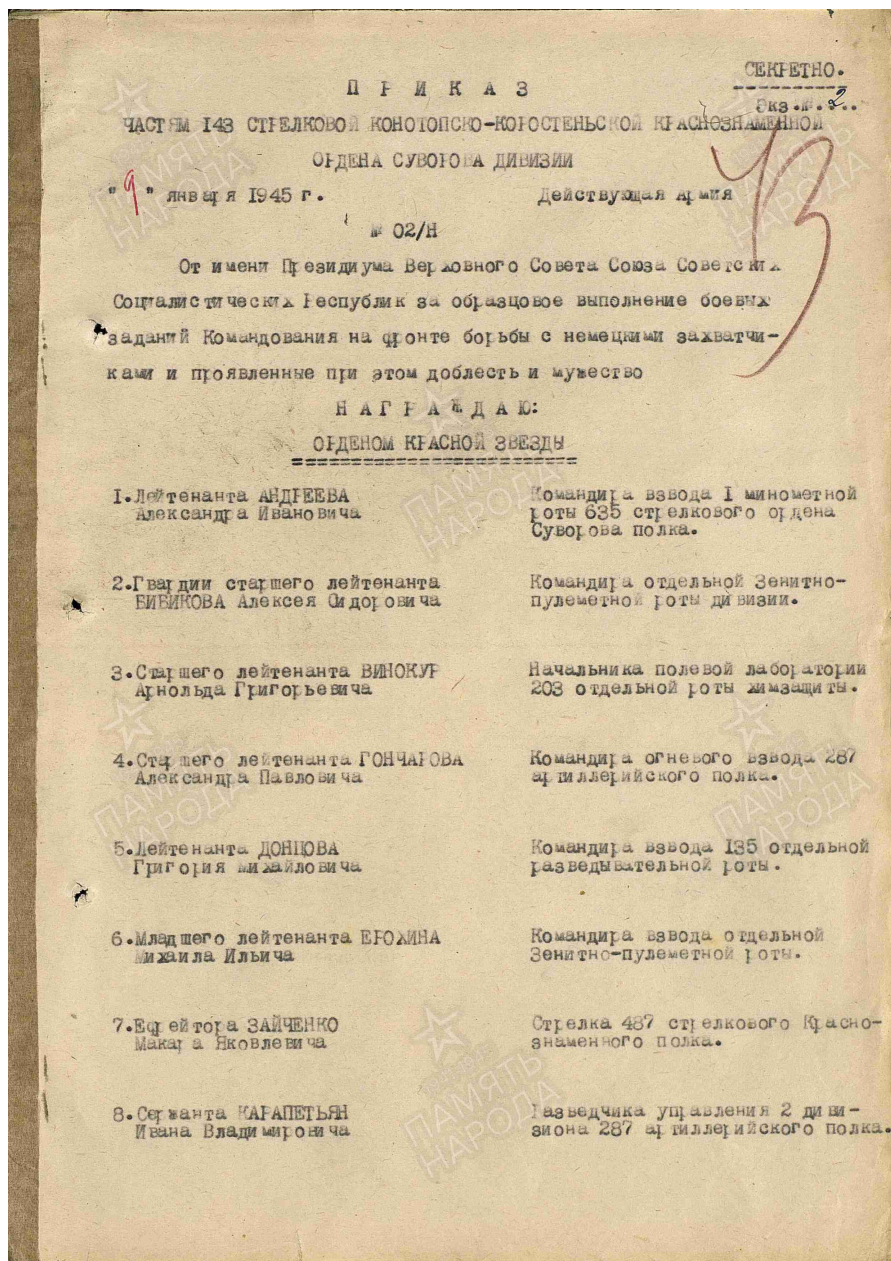 СЕКРЕТНО.
Экз.№.2..
П Р И К А З
ЧАСТЯМ 143 СТРЕЛКОВОЙ КОНОТОПСКО-КОРОСТЕНЬСКОЙ КРАСНОЗНАМЕННОЙ
ОРДЕНА СУВОРОВА ДИВИЗИИ
"9" января 1945 г. Действующая Армия
№ 02/Н
От имени Президиума Верховного Совета Союза Советских
Социалистических Республик за образцовое выполнение боевых
заданий Командования на фронте борьбы с немецкими захватчи-
ками и проявленные при этом доблесть и мужество
Н А Г Р А Ж Д А Ю:
ОРДЕНОМ КРАСНОЙ ЗВЕЗДЫ
1.Лейтенанта АНДРЕЕВА Командира взвода 1 минометной
Александра Ивановича роты 635 стрелкового ордена
Суворова полка.
2.Гвардии старшего лейтенанта Командира отдельной Зенитно-
БИБИКОВА Алексея Сидоровича пулеметной роты дивизии.
3.Старшего лейтенанта ВИНОКУР Начальника полевой лаборатории
Арнольда Григорьевича 203 отдельной роты химзащиты.
4.Старшего лейтенанта ГОНЧАРОВА Командира огневого взвода 287
Александра Павловича артиллерийского полка.
5.Лейтенанта ДОНЦОВА Командира взвода 135 отдельной
Григория Михайловича разведывательной роты.
6.Младшего лейтенанта ЕРОХИНА Командира взвода отдельной
Михаила Ильича Зенитно-пулеметной роты.
7.Ефрейтора ЗАЙЧЕНКО Стрелка 487 стрелкового Красно-
Макара Яковлевича знаменного полка.
8.Сержанта КАРАПЕТЬЯН Разведчика управления 2 диви-
Ивана Владимировича зиона 287 артиллерийского полка.
ПАМЯТЬ
НАРОДА